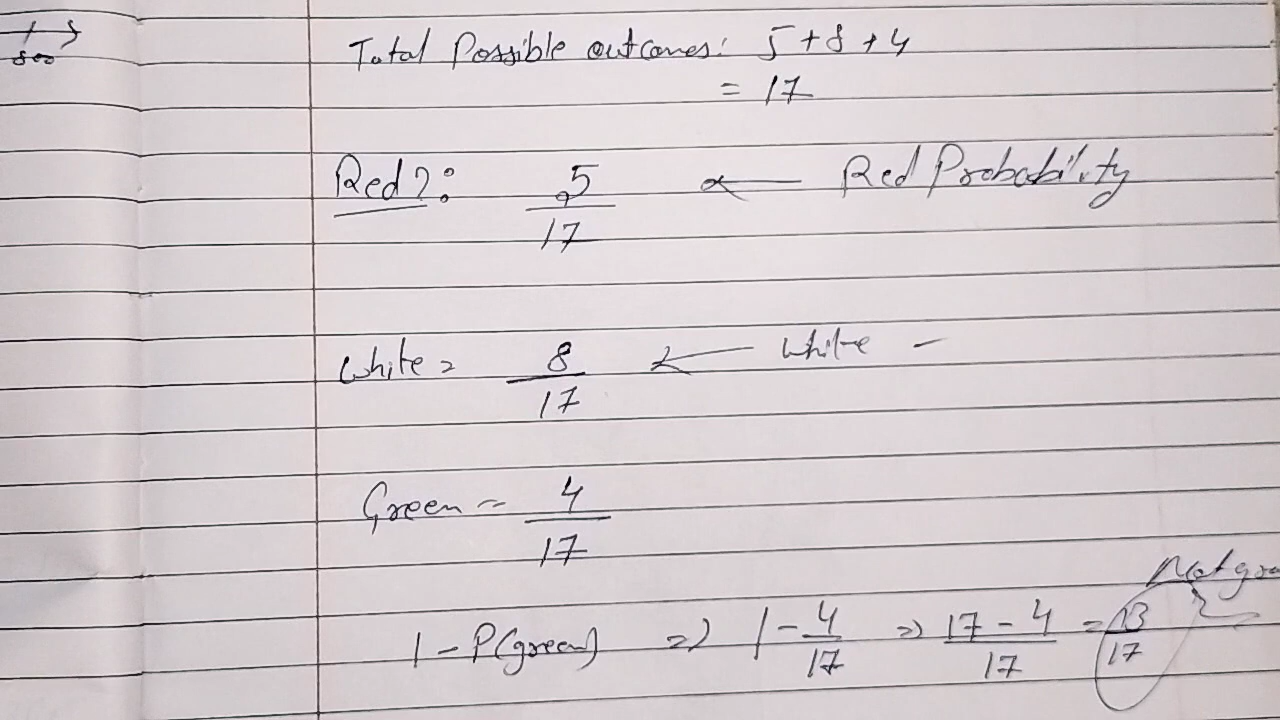 Total Possible outcomes: 5 + 8 + 4
= 17
Red ?: 5/17 ← Red Probability
White = 8/17 ← white -
Green = 4/17
Not
1 - P(green) => 1 - 4/17 => 17 - 4/17 = 13/17